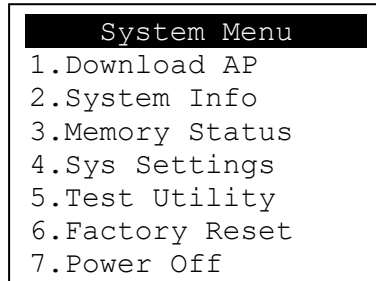 System Menu
1.Download AP
2.System Info
3.Memory Status
4.Sys Settings
5.Test Utility
6.Factory Reset
7.Power Off